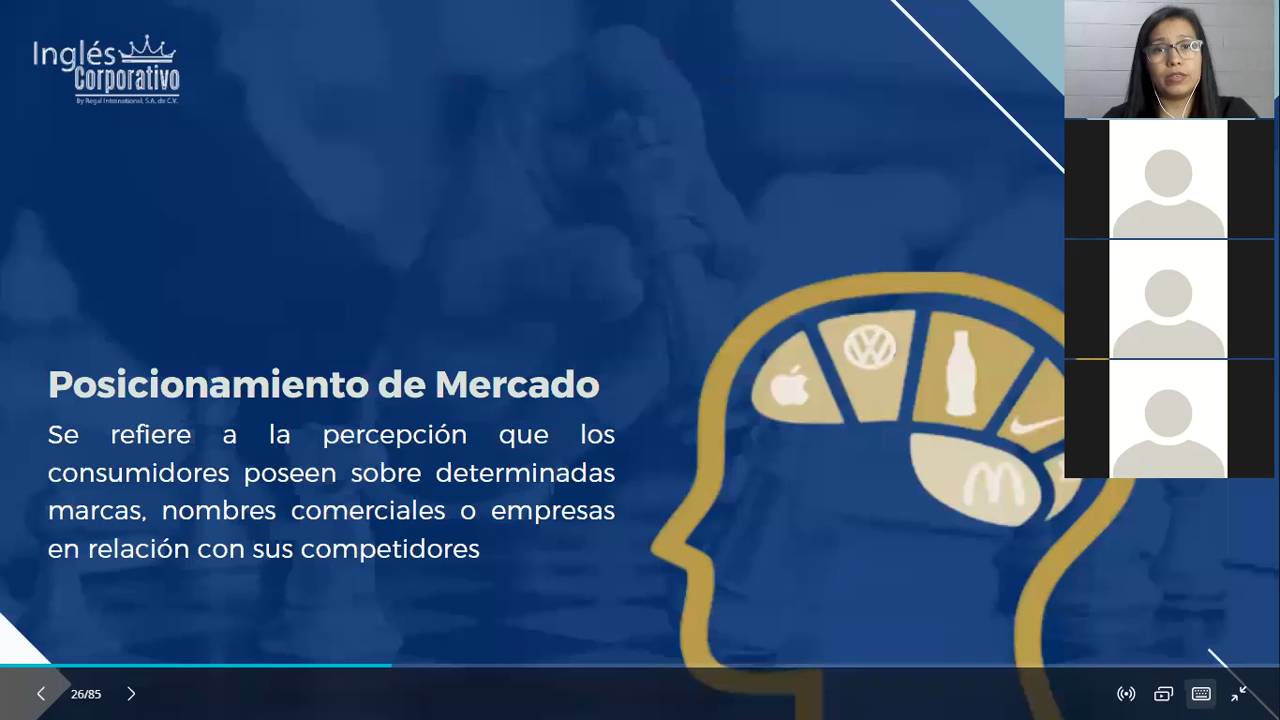 Inglés
Corporativo
By Regal International, S.A. de C.V.
Posicionamiento de Mercado
Se refiere a la percepción que los
consumidores poseen sobre determinadas
marcas, nombres comerciales o empresas
en relación con sus competidores
26/85